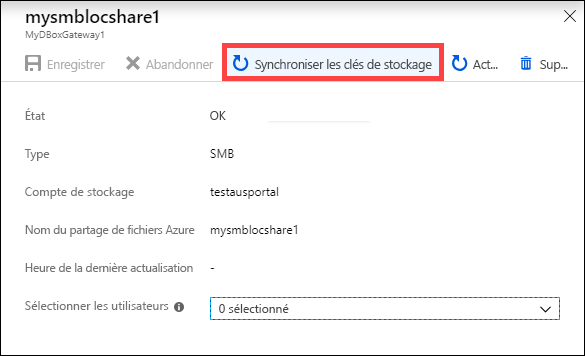 mysmblocshare1
MyDBoxGateway1
Enregistrer Abandonner Synchroniser les clés de stockage Act... Sup...
État OK
Type SMB
Compte de stockage testausportal
Nom du partage de fichiers Azure mysmblocshare1
Heure de la dernière actualisation -
Sélectionner les utilisateurs 0 sélectionné